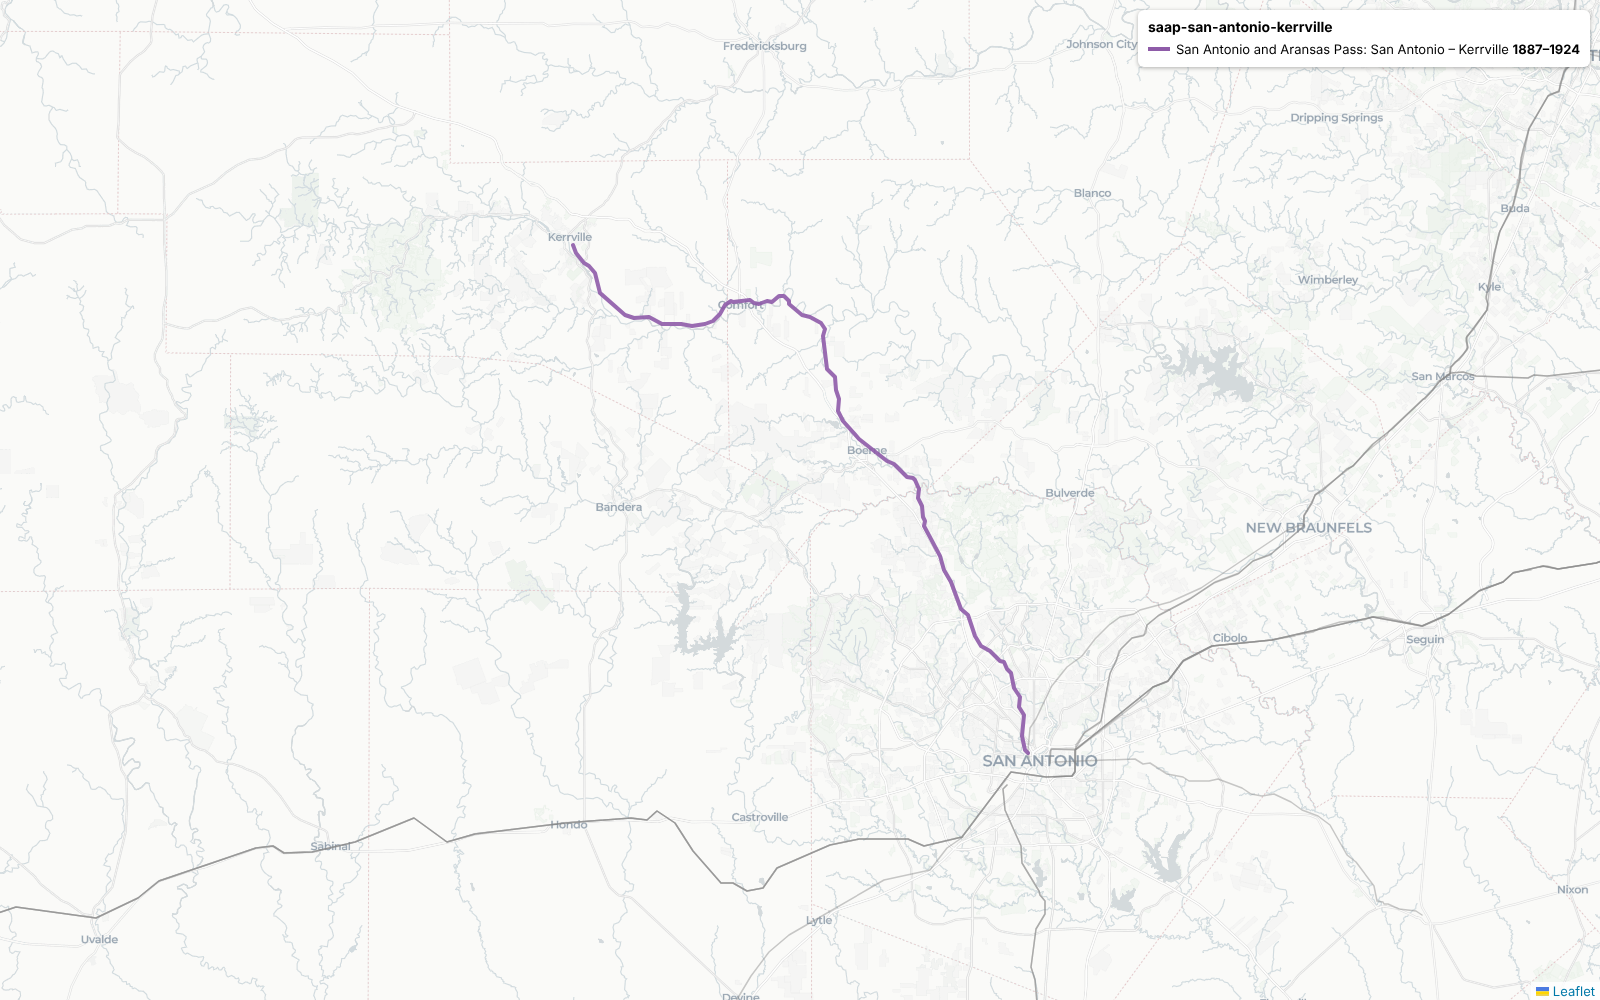 saap-san-antonio-kerrville
San Antonio and Aransas Pass: San Antonio – Kerrville 1887–1924
Fredericksburg
Johnson City
Dripping Springs
Blanco
Buda
Kerrville
Wimberley
Kyle
Comfort
San Marcos
Boerne
Bulverde
Bandera
NEW BRAUNFELS
Cibolo
Seguin
SAN ANTONIO
Castroville
Hondo
Sabinal
Nixon
Lytle
Uvalde
Devine
Leaflet